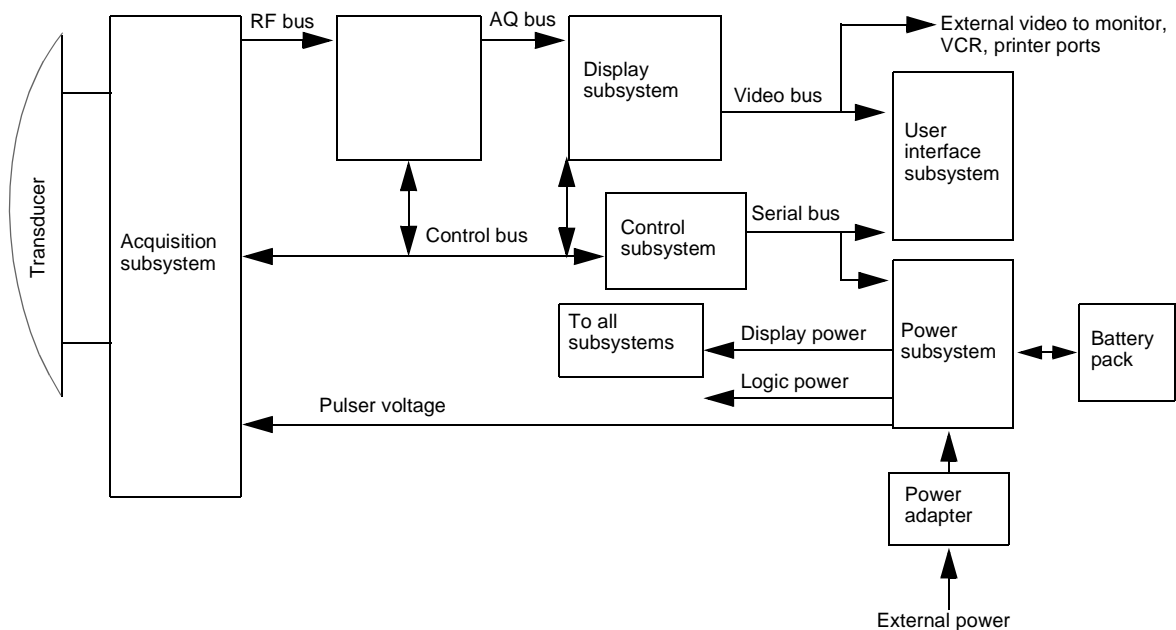 RF bus
AQ bus
External video to monitor,
VCR, printer ports
Display
subsystem
Video bus
User
interface
subsystem
Transducer
Acquisition
subsystem
Control bus
Control
subsystem
Serial bus
To all
subsystems
Display power
Power
subsystem
Battery
pack
Logic power
Pulser voltage
Power
adapter
External power